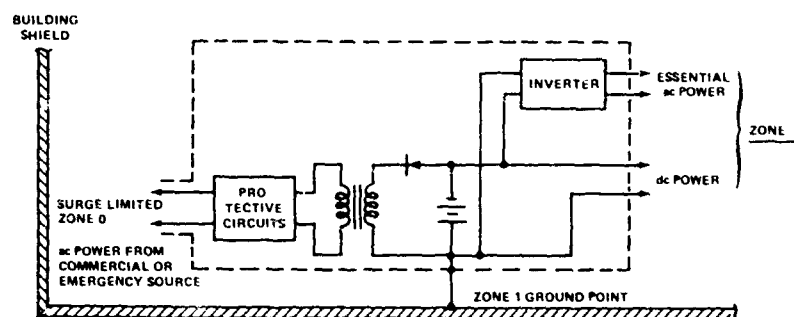 BUILDING
SHIELD
INVERTER
ESSENTIAL
ac POWER
ZONE
dc POWER
PRO
TECTIVE
CIRCUITS
SURGE LIMITED
ZONE 0
ac POWER FROM
COMMERCIAL OR
EMERGENCY SOURCE
ZONE 1 GROUND POINT